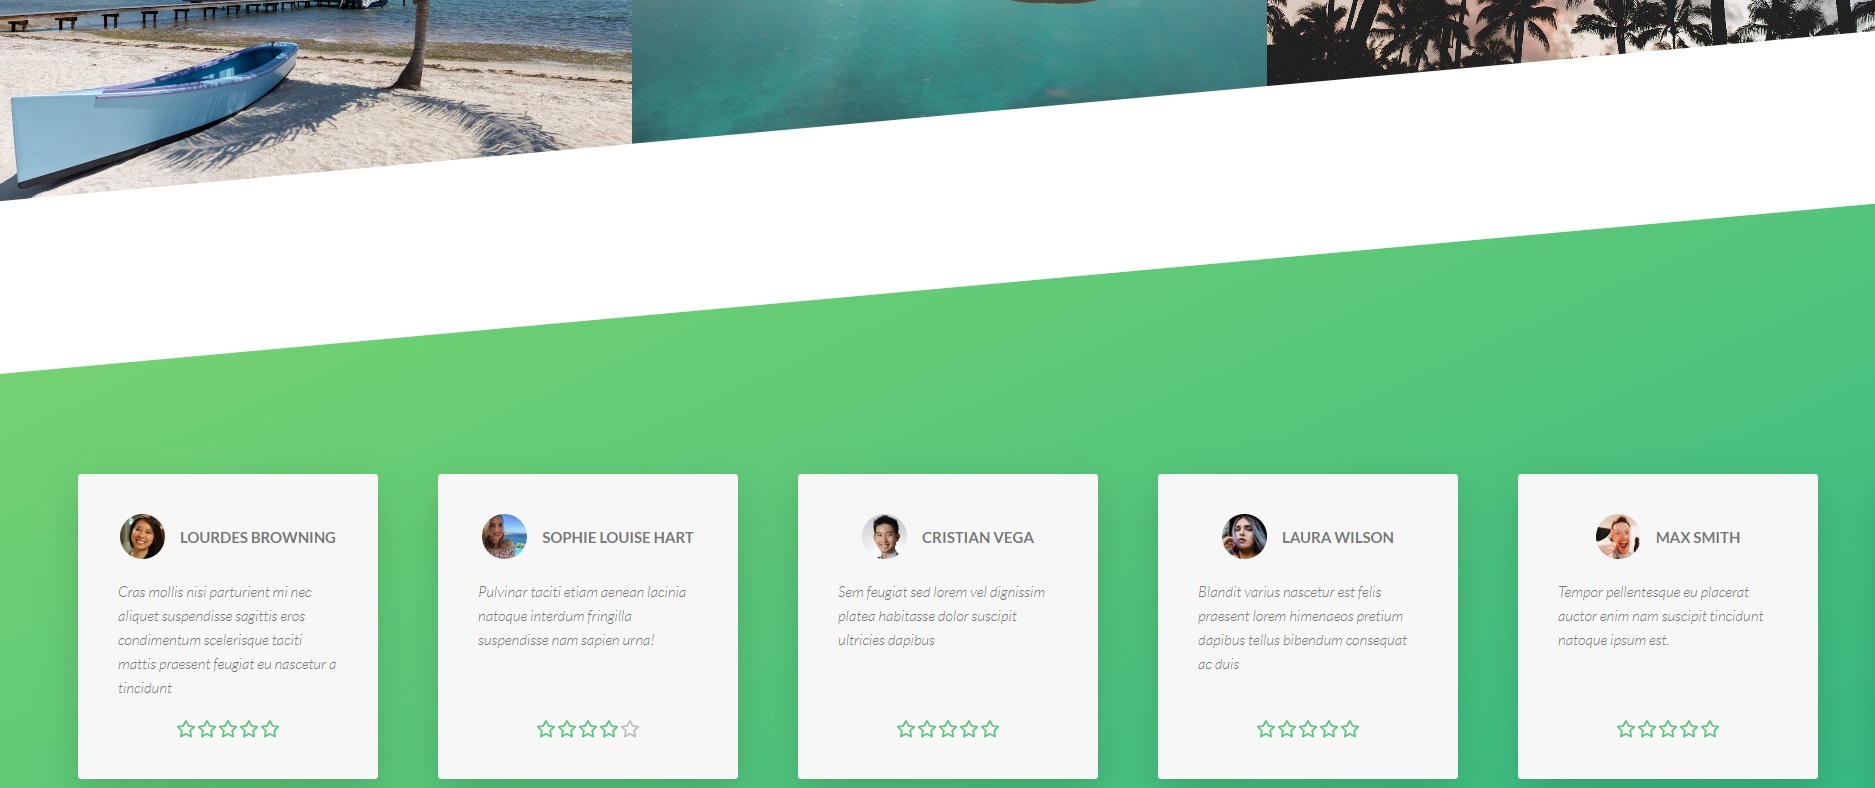 LOURDES BROWNING
Cras mollis nisi parturient mi nec
aliquet suspendisse sagittis eros
condimentum scelerisque taciti
mattis praesent feugiat eu nascetur a
tincidunt
SOPHIE LOUISE HART
Pulvinar taciti etiam aenean lacinia
natoque interdum fringilla
suspendisse nam sapien urna!
CRISTIAN VEGA
Sem feugiat sed lorem vel dignissim
platea habitasse dolor suscipit
ultricies dapibus
LAURA WILSON
Blandit varius nascetur est felis
praesent lorem himenaeos pretium
dapibus tellus bibendum consequat
ac duis
MAX SMITH
Tempor pellentesque eu placerat
auctor enim nam suscipit tincidunt
natoque ipsum est.